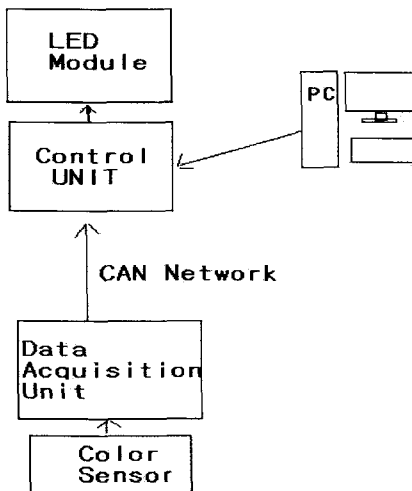 LED
Module
PC
Control
UNIT
CAN Network
Data
Acquisition
Unit
Color
Sensor